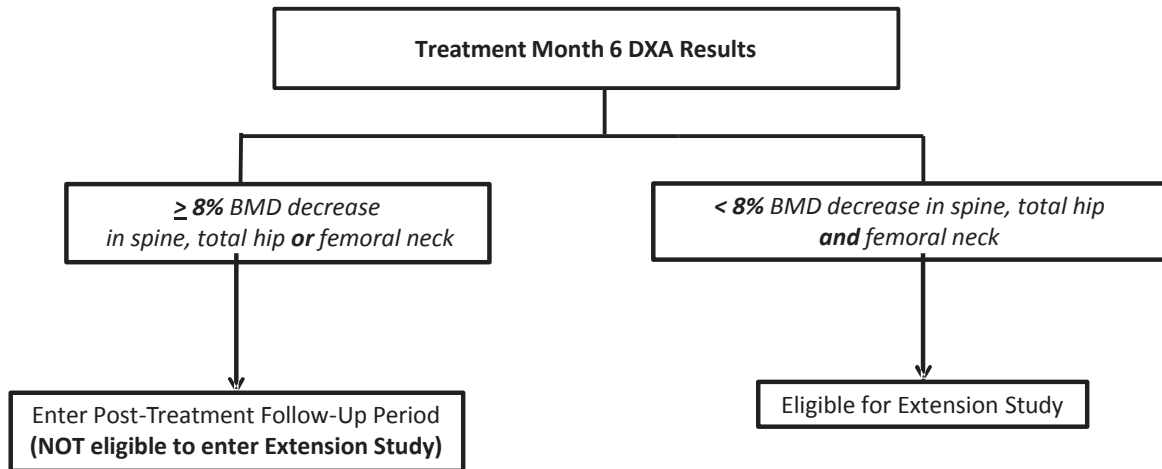 Treatment Month 6 DXA Results
≥ 8% BMD decrease
in spine, total hip or femoral neck
< 8% BMD decrease in spine, total hip
and femoral neck
Enter Post-Treatment Follow-Up Period
(NOT eligible to enter Extension Study)
Eligible for Extension Study